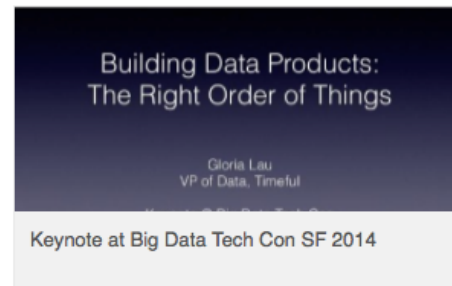 Building Data Products:
The Right Order of Things
Gloria Lau
VP of Data, Timeful
Keynote at Big Data Tech Con SF 2014